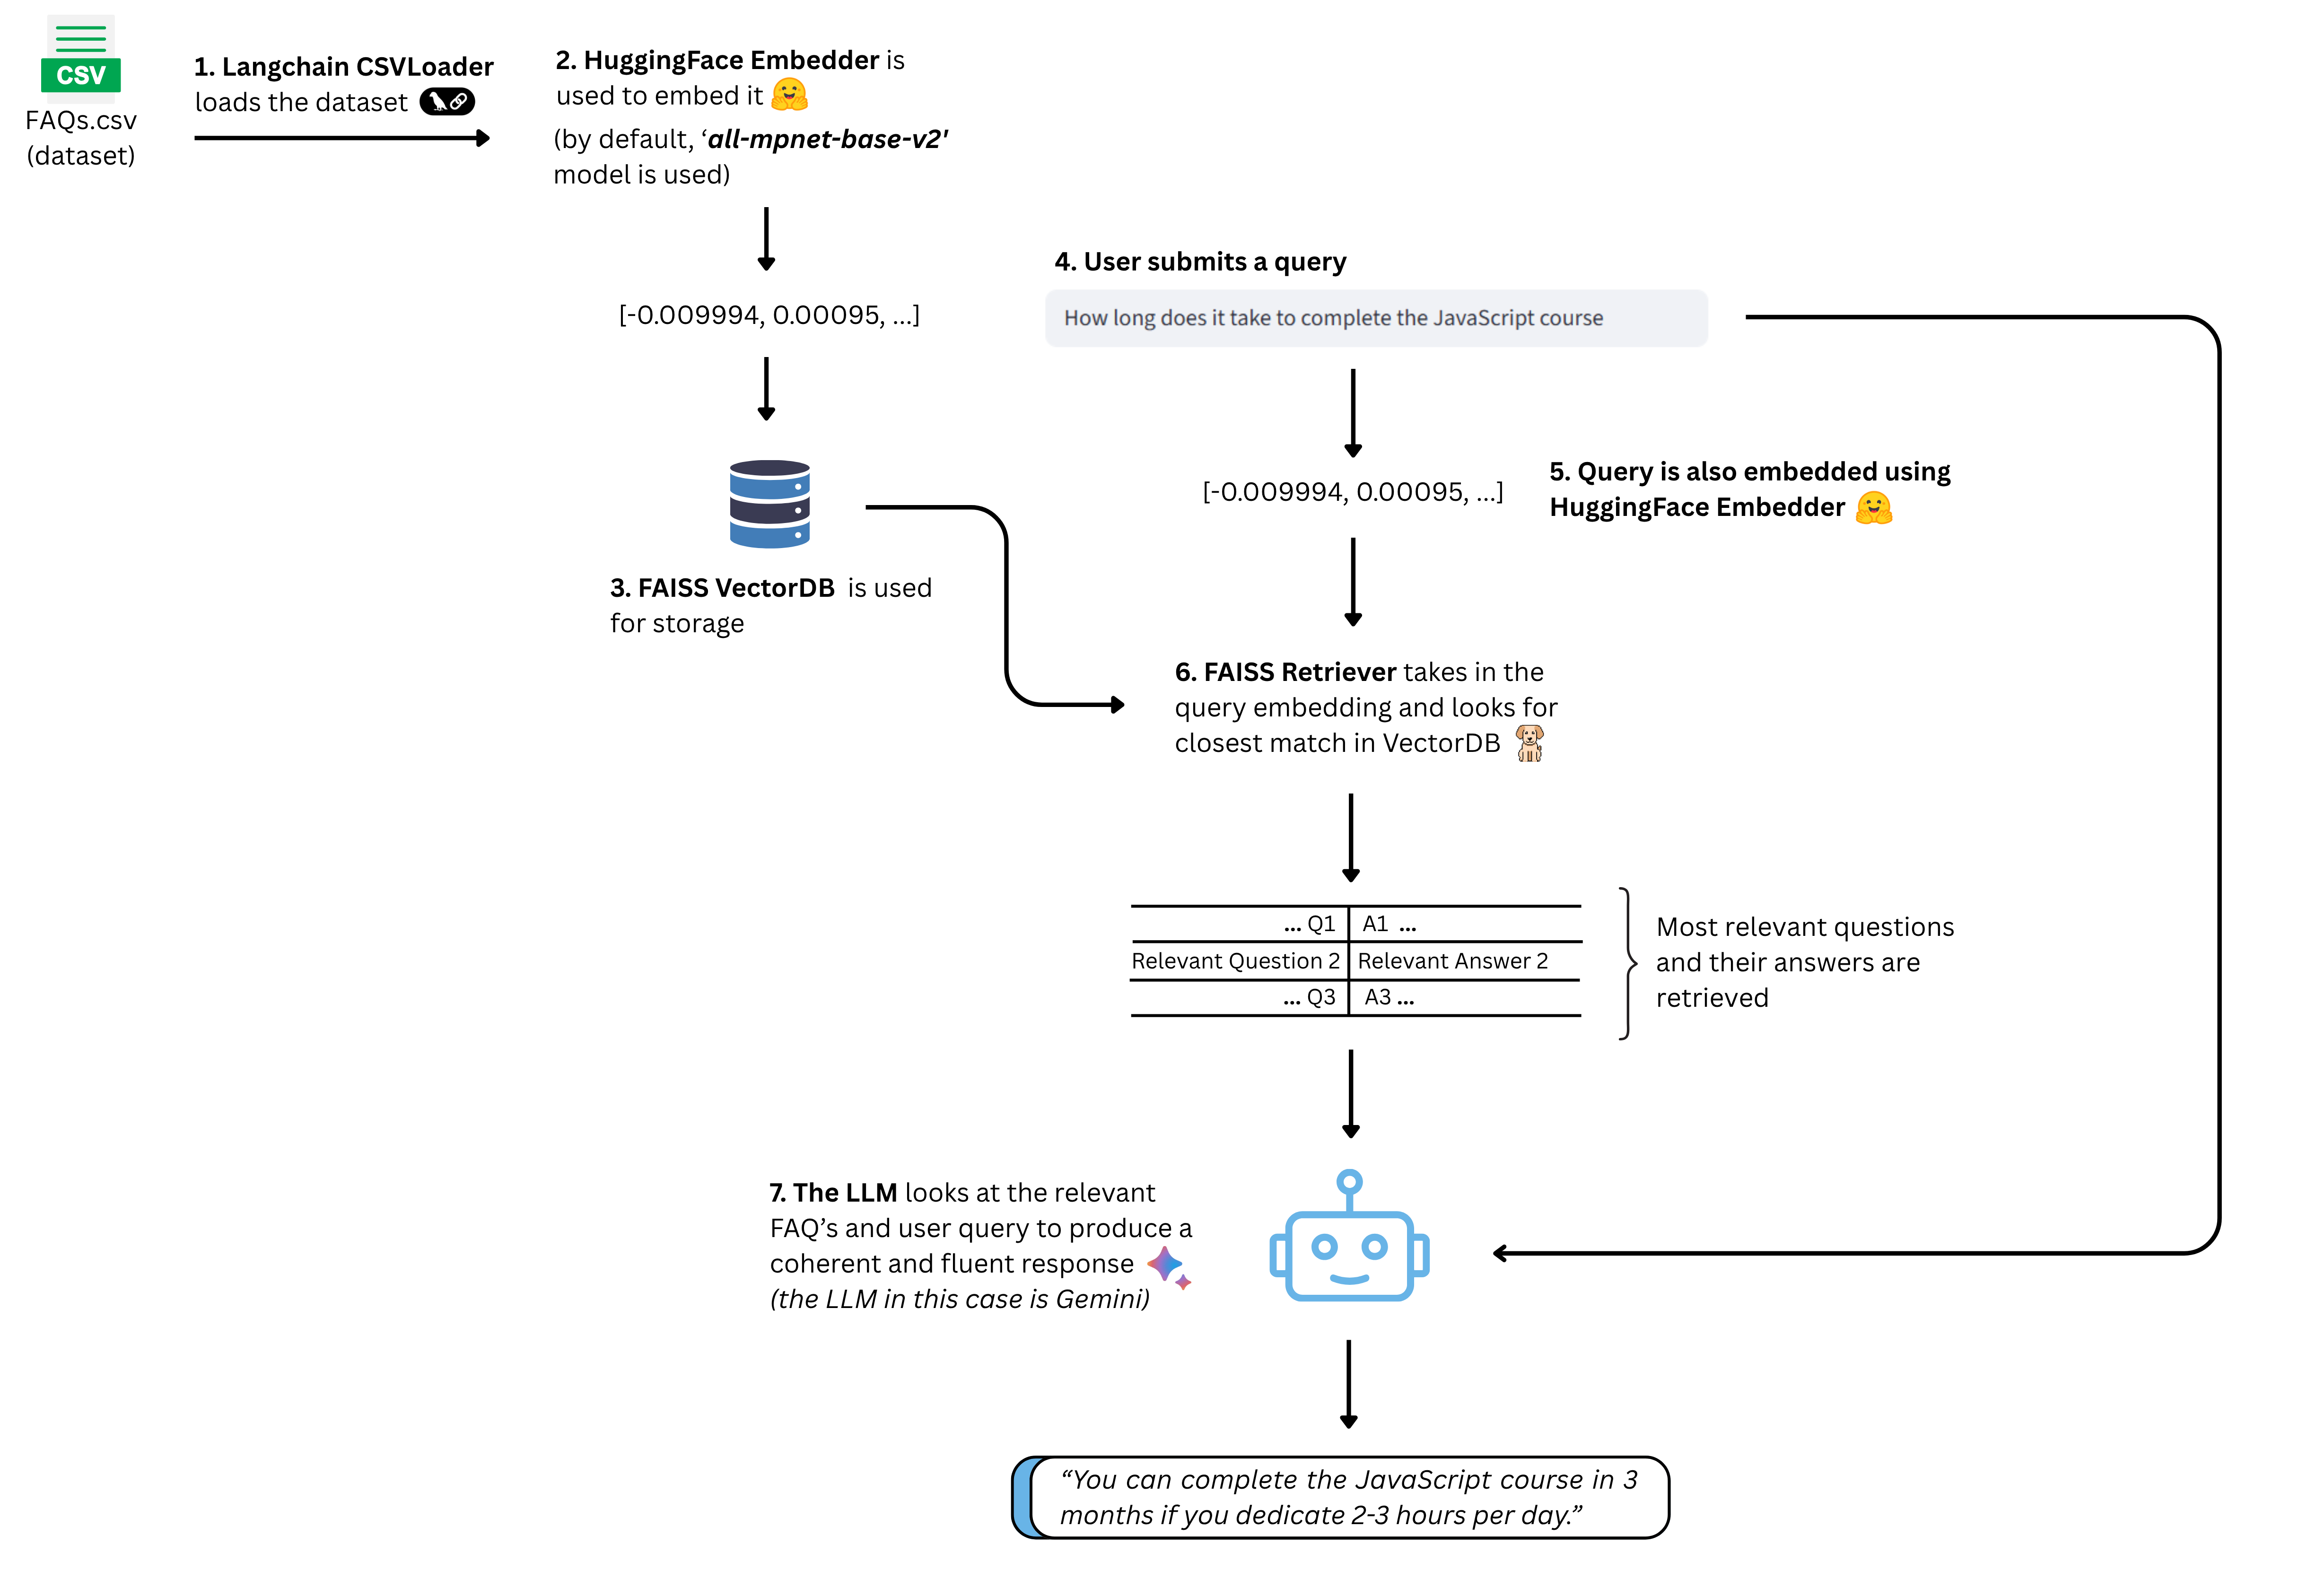 CSV
FAQs.csv
(dataset)
1. Langchain CSVLoader
loads the dataset
2. HuggingFace Embedder is
used to embed it
(by default, ‘all-mpnet-base-v2'
model is used)
[-0.009994, 0.00095, ...]
3. FAISS VectorDB is used
for storage
4. User submits a query
How long does it take to complete the JavaScript course
[-0.009994, 0.00095, ...]
5. Query is also embedded using
HuggingFace Embedder
6. FAISS Retriever takes in the
query embedding and looks for
closest match in VectorDB
... Q1 A1 ...
Relevant Question 2 Relevant Answer 2
... Q3 A3 ...
Most relevant questions
and their answers are
retrieved
7. The LLM looks at the relevant
FAQ’s and user query to produce a
coherent and fluent response
(the LLM in this case is Gemini)
“You can complete the JavaScript course in 3
months if you dedicate 2-3 hours per day.”